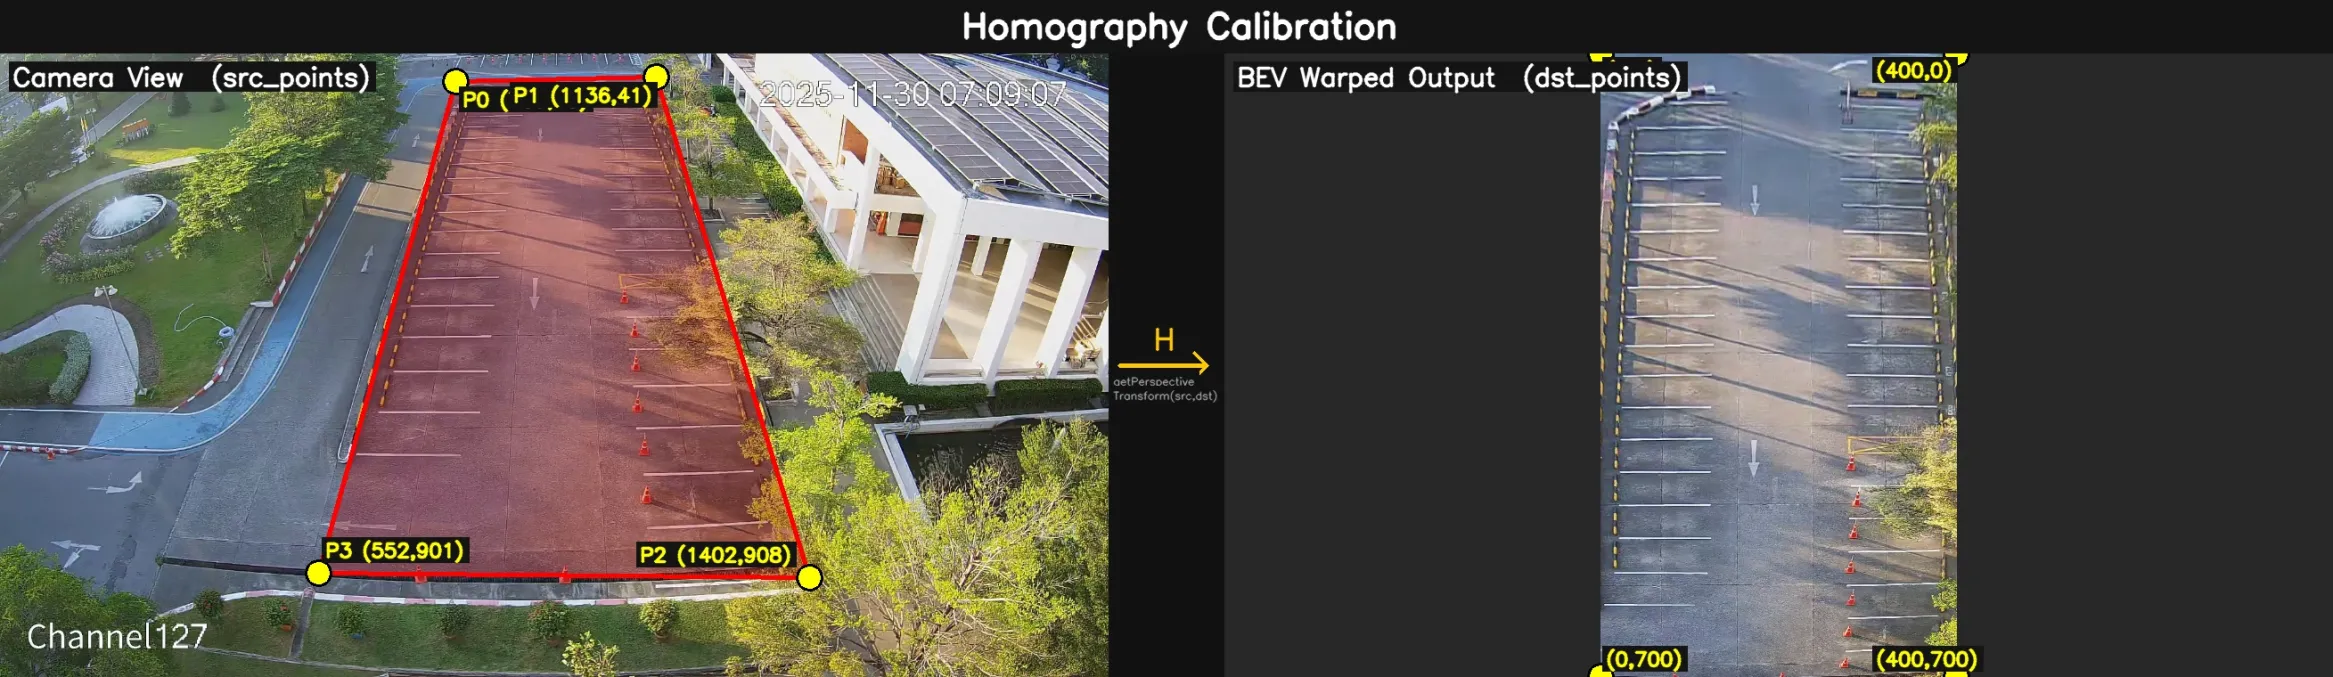 Homography Calibration
Camera View (src_points)
P0 (
P1 (1136,41)
2025-11-30 07:09:07
P3 (552,901)
P2 (1402,908)
Channel127
H
getPerspective
Transform(src,dst)
BEV Warped Output (dst_points)
(400,0)
(0,700)
(400,700)